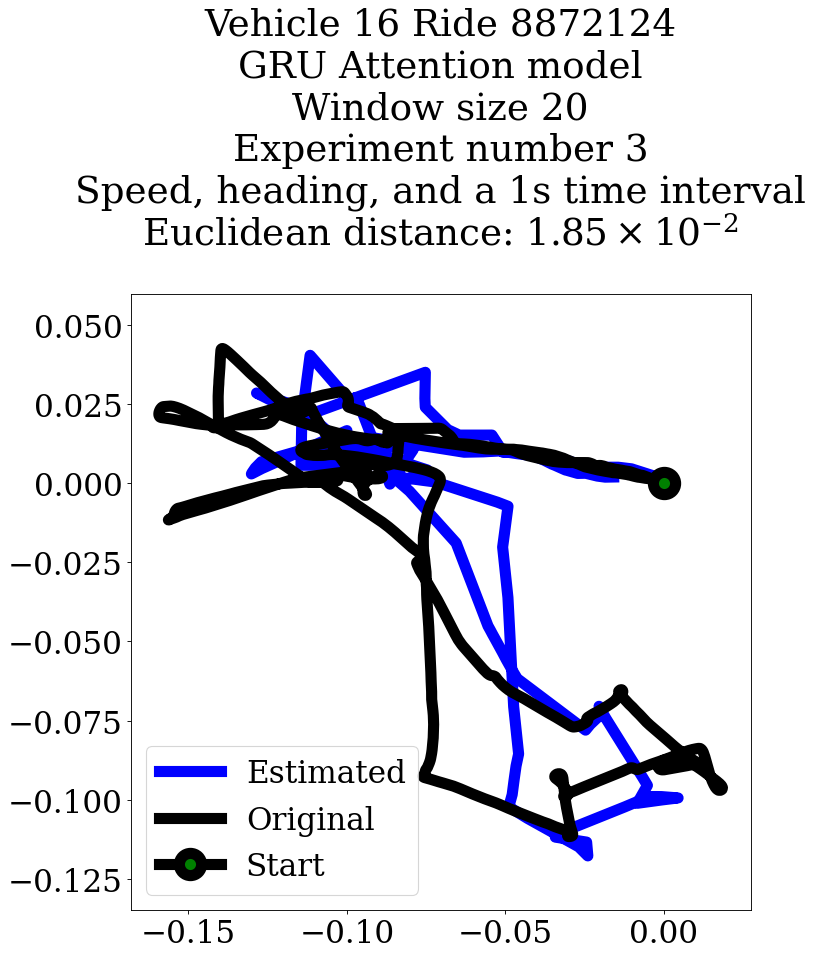 Vehicle 16 Ride 8872124
GRU Attention model
Window size 20
Experiment number 3
Speed, heading, and a 1s time interval
Euclidean distance: 1.85 × 10⁻²
0.050
0.025
0.000
−0.025
−0.050
−0.075
−0.100
−0.125
Estimated
Original
Start
−0.15 −0.10 −0.05 0.00